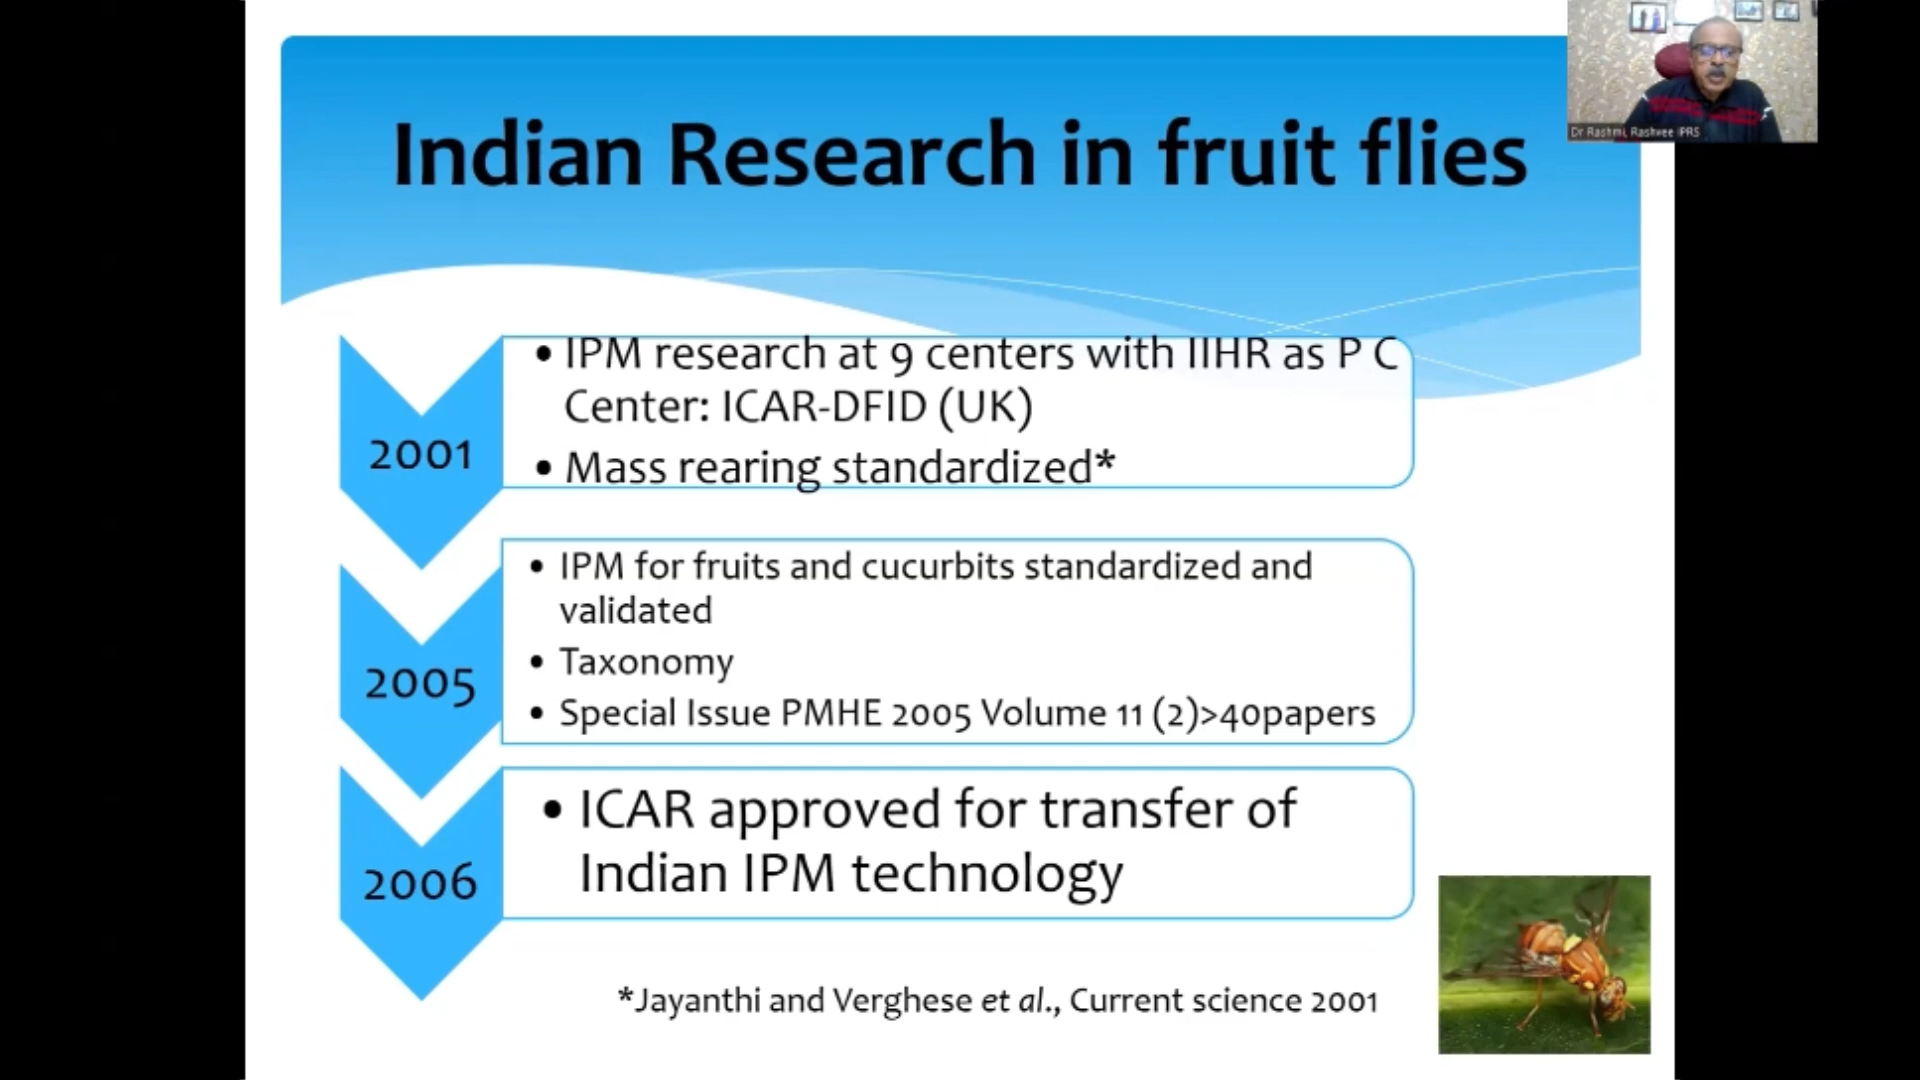 Indian Research in fruit flies
Dr Rashmi, Rashvee IPRS
2001
• IPM research at 9 centers with IIHR as P C
Center: ICAR-DFID (UK)
• Mass rearing standardized*
2005
• IPM for fruits and cucurbits standardized and
validated
• Taxonomy
• Special Issue PMHE 2005 Volume 11 (2)>40papers
2006
• ICAR approved for transfer of
Indian IPM technology
*Jayanthi and Verghese et al., Current science 2001